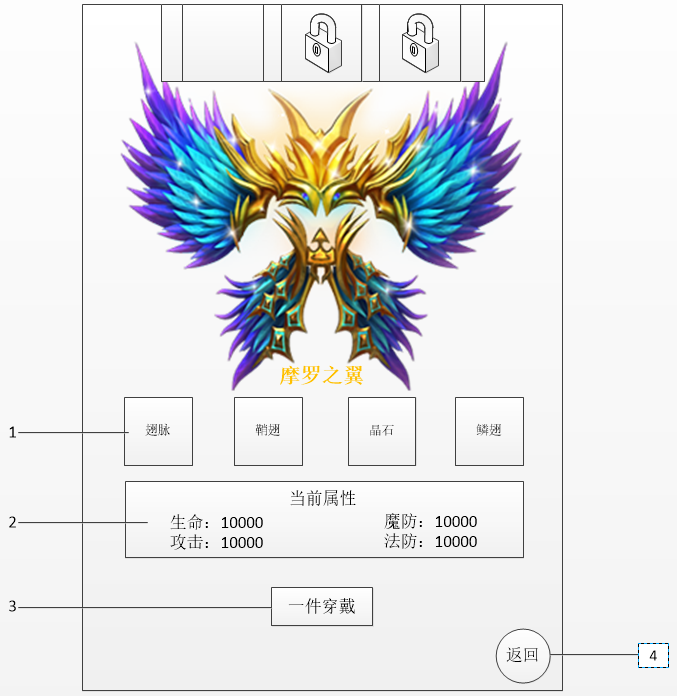 摩罗之翼
1
翅脉
鞘翅
晶石
鳞翅
当前属性
2
生命：10000
魔防：10000
攻击：10000
法防：10000
3
一件穿戴
返回
4